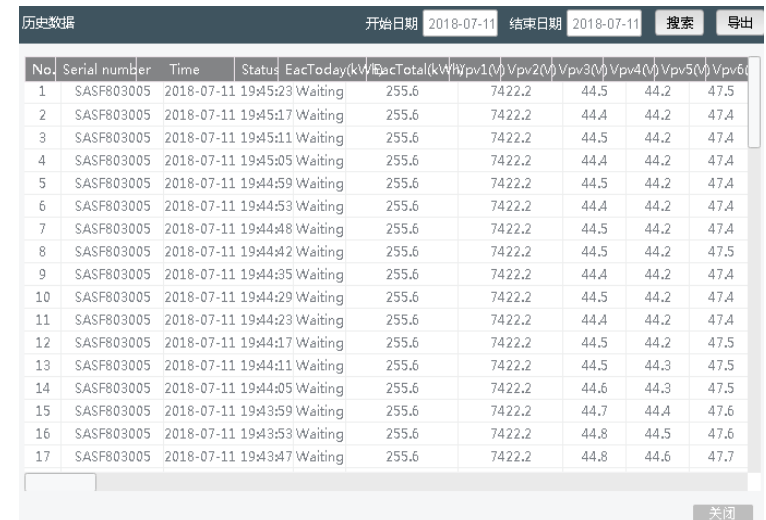 历史数据 开始日期 2018-07-11 结束日期 2018-07-11 搜索 导出
No. Serial number Time Status EacToday(kWh) EacTotal(kWh) Vpv1(V) Vpv2(V) Vpv3(V) Vpv4(V) Vpv5(V) Vpv6(
1 SASF803005 2018-07-11 19:45:23 Waiting 255.6 7422.2 44.5 44.2 47.5
2 SASF803005 2018-07-11 19:45:17 Waiting 255.6 7422.2 44.4 44.2 47.4
3 SASF803005 2018-07-11 19:45:11 Waiting 255.6 7422.2 44.5 44.2 47.4
4 SASF803005 2018-07-11 19:45:05 Waiting 255.6 7422.2 44.4 44.2 47.4
5 SASF803005 2018-07-11 19:44:59 Waiting 255.6 7422.2 44.5 44.2 47.4
6 SASF803005 2018-07-11 19:44:53 Waiting 255.6 7422.2 44.4 44.2 47.4
7 SASF803005 2018-07-11 19:44:48 Waiting 255.6 7422.2 44.5 44.2 47.4
8 SASF803005 2018-07-11 19:44:42 Waiting 255.6 7422.2 44.5 44.2 47.5
9 SASF803005 2018-07-11 19:44:35 Waiting 255.6 7422.2 44.4 44.2 47.4
10 SASF803005 2018-07-11 19:44:29 Waiting 255.6 7422.2 44.5 44.2 47.4
11 SASF803005 2018-07-11 19:44:23 Waiting 255.6 7422.2 44.4 44.2 47.4
12 SASF803005 2018-07-11 19:44:17 Waiting 255.6 7422.2 44.5 44.2 47.5
13 SASF803005 2018-07-11 19:44:11 Waiting 255.6 7422.2 44.5 44.3 47.5
14 SASF803005 2018-07-11 19:44:05 Waiting 255.6 7422.2 44.6 44.3 47.5
15 SASF803005 2018-07-11 19:43:59 Waiting 255.6 7422.2 44.7 44.4 47.6
16 SASF803005 2018-07-11 19:43:53 Waiting 255.6 7422.2 44.8 44.5 47.6
17 SASF803005 2018-07-11 19:43:47 Waiting 255.6 7422.2 44.8 44.6 47.7
关闭